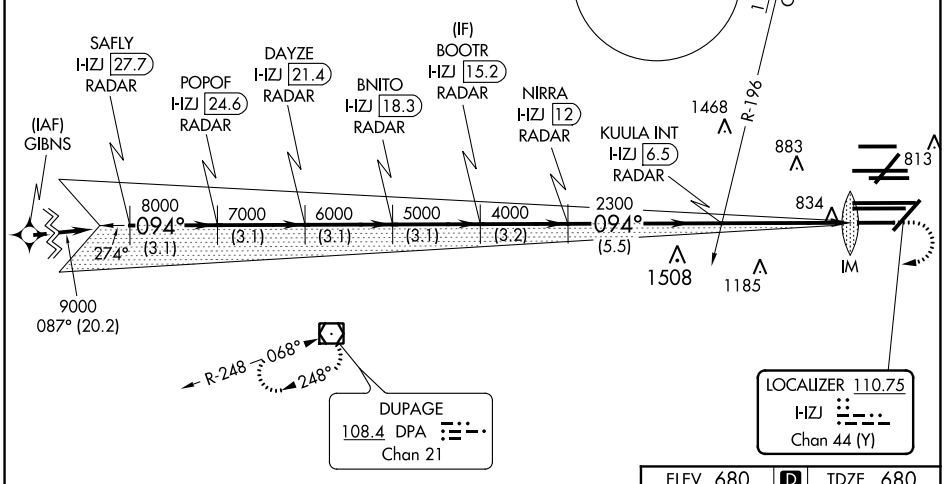 SAFLY
I-IZJ 27.7
RADAR
POPOF
I-IZJ 24.6
RADAR
DAYZE
I-IZJ 21.4
RADAR
BNITO
I-IZJ 18.3
RADAR
(IF)
BOOTR
I-IZJ 15.2
RADAR
NIRRA
I-IZJ 12
RADAR
KUULA INT
I-IZJ 6.5
RADAR
(IAF)
GIBNS
R-196
1468
883
813
834
8000
7000
6000
5000
4000
2300
094°
094°
(3.1)
(3.1)
(3.1)
(3.1)
(3.2)
(5.5)
274°
1508
1185
IM
9000
087° (20.2)
R-248
068°
248°
DUPAGE
108.4 DPA
Chan 21
LOCALIZER 110.75
I-IZJ
Chan 44 (Y)
ELEV 680
D
TDZE 680